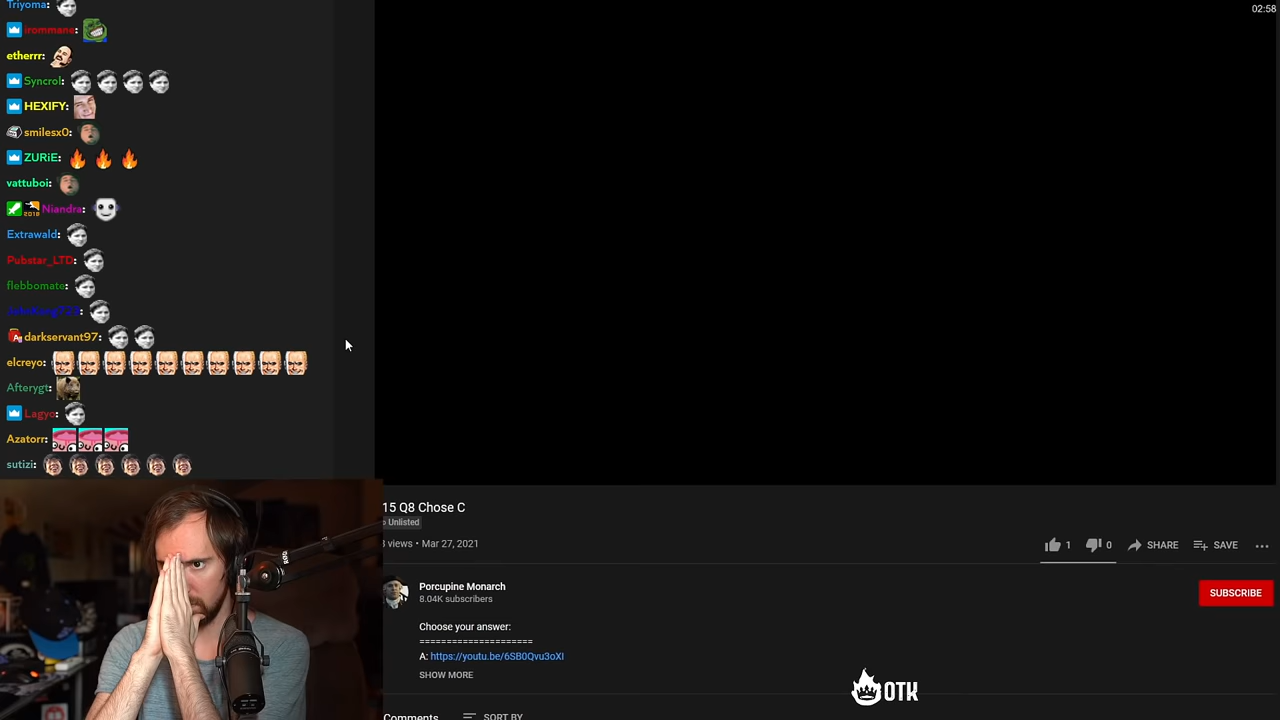 Triyoma:
irommane:
etherrr:
Syncrol:
HEXIFY:
smilesx0:
ZURiE:
vattuboi:
2018 Niandra:
Extrawald:
Pubstar_LTD:
flebbomate:
darkservant97:
elcreyo:
Afterygt:
Lagyo:
Azatorr:
sutizi:
02:58
15 Q8 Chose C
Unlisted
views • Mar 27, 2021
1 0 SHARE SAVE
Porcupine Monarch
8.04K subscribers
SUBSCRIBE
Choose your answer:
=====================
A: https://youtu.be/6SB0Qvu3oXI
SHOW MORE
OTK
Comments SORT BY